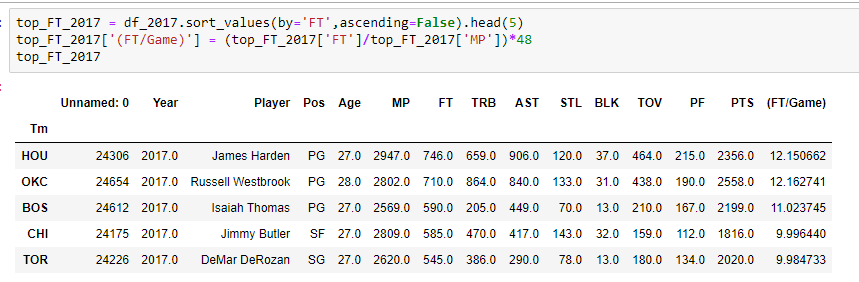 top_FT_2017 = df_2017.sort_values(by='FT',ascending=False).head(5)
top_FT_2017['(FT/Game)'] = (top_FT_2017['FT']/top_FT_2017['MP'])*48
top_FT_2017
Unnamed: 0 Year Player Pos Age MP FT TRB AST STL BLK TOV PF PTS (FT/Game)
Tm
HOU 24306 2017.0 James Harden PG 27.0 2947.0 746.0 659.0 906.0 120.0 37.0 464.0 215.0 2356.0 12.150662
OKC 24654 2017.0 Russell Westbrook PG 28.0 2802.0 710.0 864.0 840.0 133.0 31.0 438.0 190.0 2558.0 12.162741
BOS 24612 2017.0 Isaiah Thomas PG 27.0 2569.0 590.0 205.0 449.0 70.0 13.0 210.0 167.0 2199.0 11.023745
CHI 24175 2017.0 Jimmy Butler SF 27.0 2809.0 585.0 470.0 417.0 143.0 32.0 159.0 112.0 1816.0 9.996440
TOR 24226 2017.0 DeMar DeRozan SG 27.0 2620.0 545.0 386.0 290.0 78.0 13.0 180.0 134.0 2020.0 9.984733